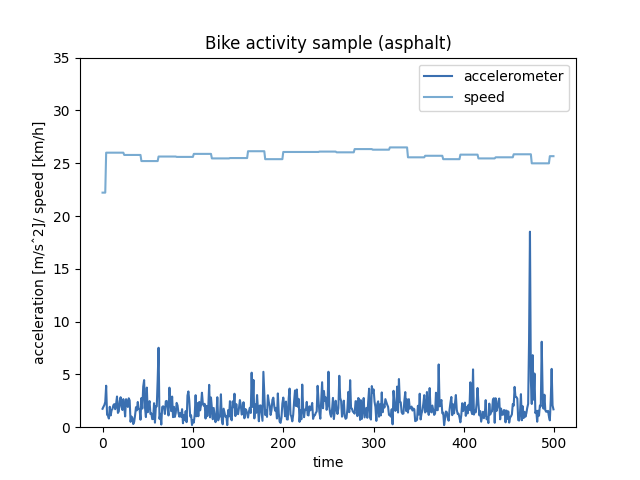 Bike activity sample (asphalt)
accelerometer
speed
acceleration [m/sˆ2]/ speed [km/h]
35
30
25
20
15
10
5
0
0 100 200 300 400 500
time